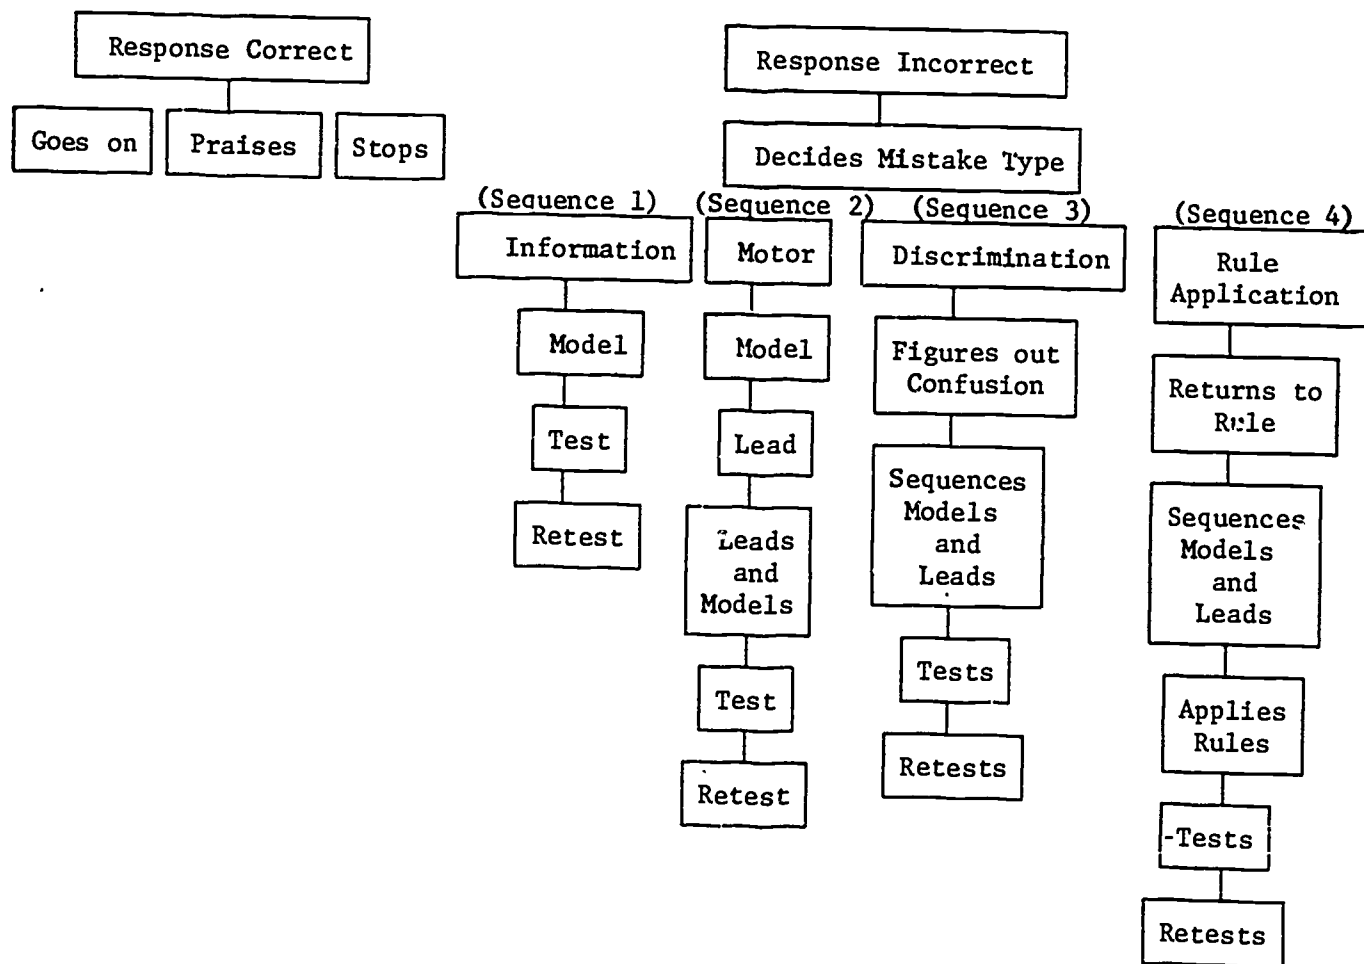 Response Correct
Goes on
Praises
Stops
Response Incorrect
Decides Mistake Type
(Sequence 1)
Information
Model
Test
Retest
(Sequence 2)
Motor
Model
Lead
Leads
and
Models
Test
Retest
(Sequence 3)
Discrimination
Figures out
Confusion
Sequences
Models
and
Leads
Tests
Retests
(Sequence 4)
Rule
Application
Returns to
Rule
Sequences
Models
and
Leads
Applies
Rules
-Tests
Retests